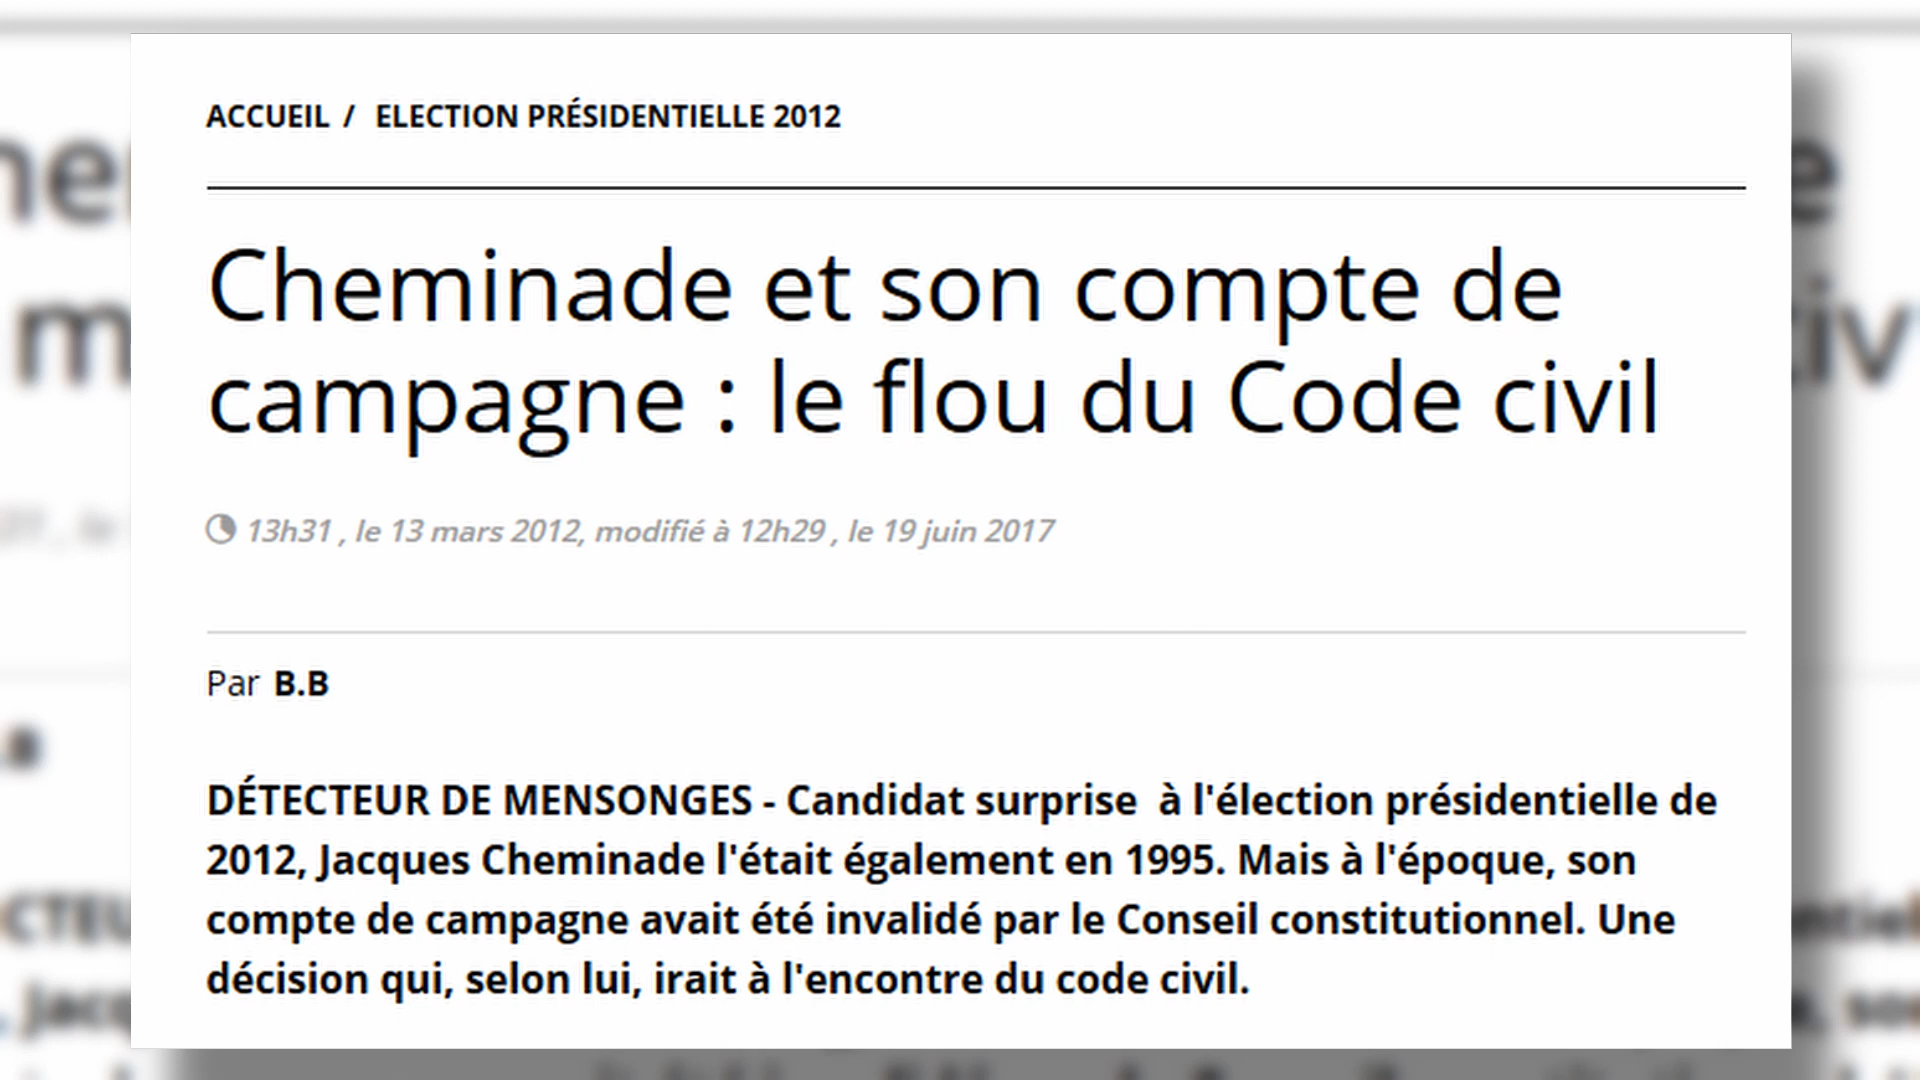 ACCUEIL / ELECTION PRÉSIDENTIELLE 2012
Cheminade et son compte de
campagne : le flou du Code civil
13h31 , le 13 mars 2012, modifié à 12h29 , le 19 juin 2017
Par B.B
DÉTECTEUR DE MENSONGES - Candidat surprise à l'élection présidentielle de
2012, Jacques Cheminade l'était également en 1995. Mais à l'époque, son
compte de campagne avait été invalidé par le Conseil constitutionnel. Une
décision qui, selon lui, irait à l'encontre du code civil.